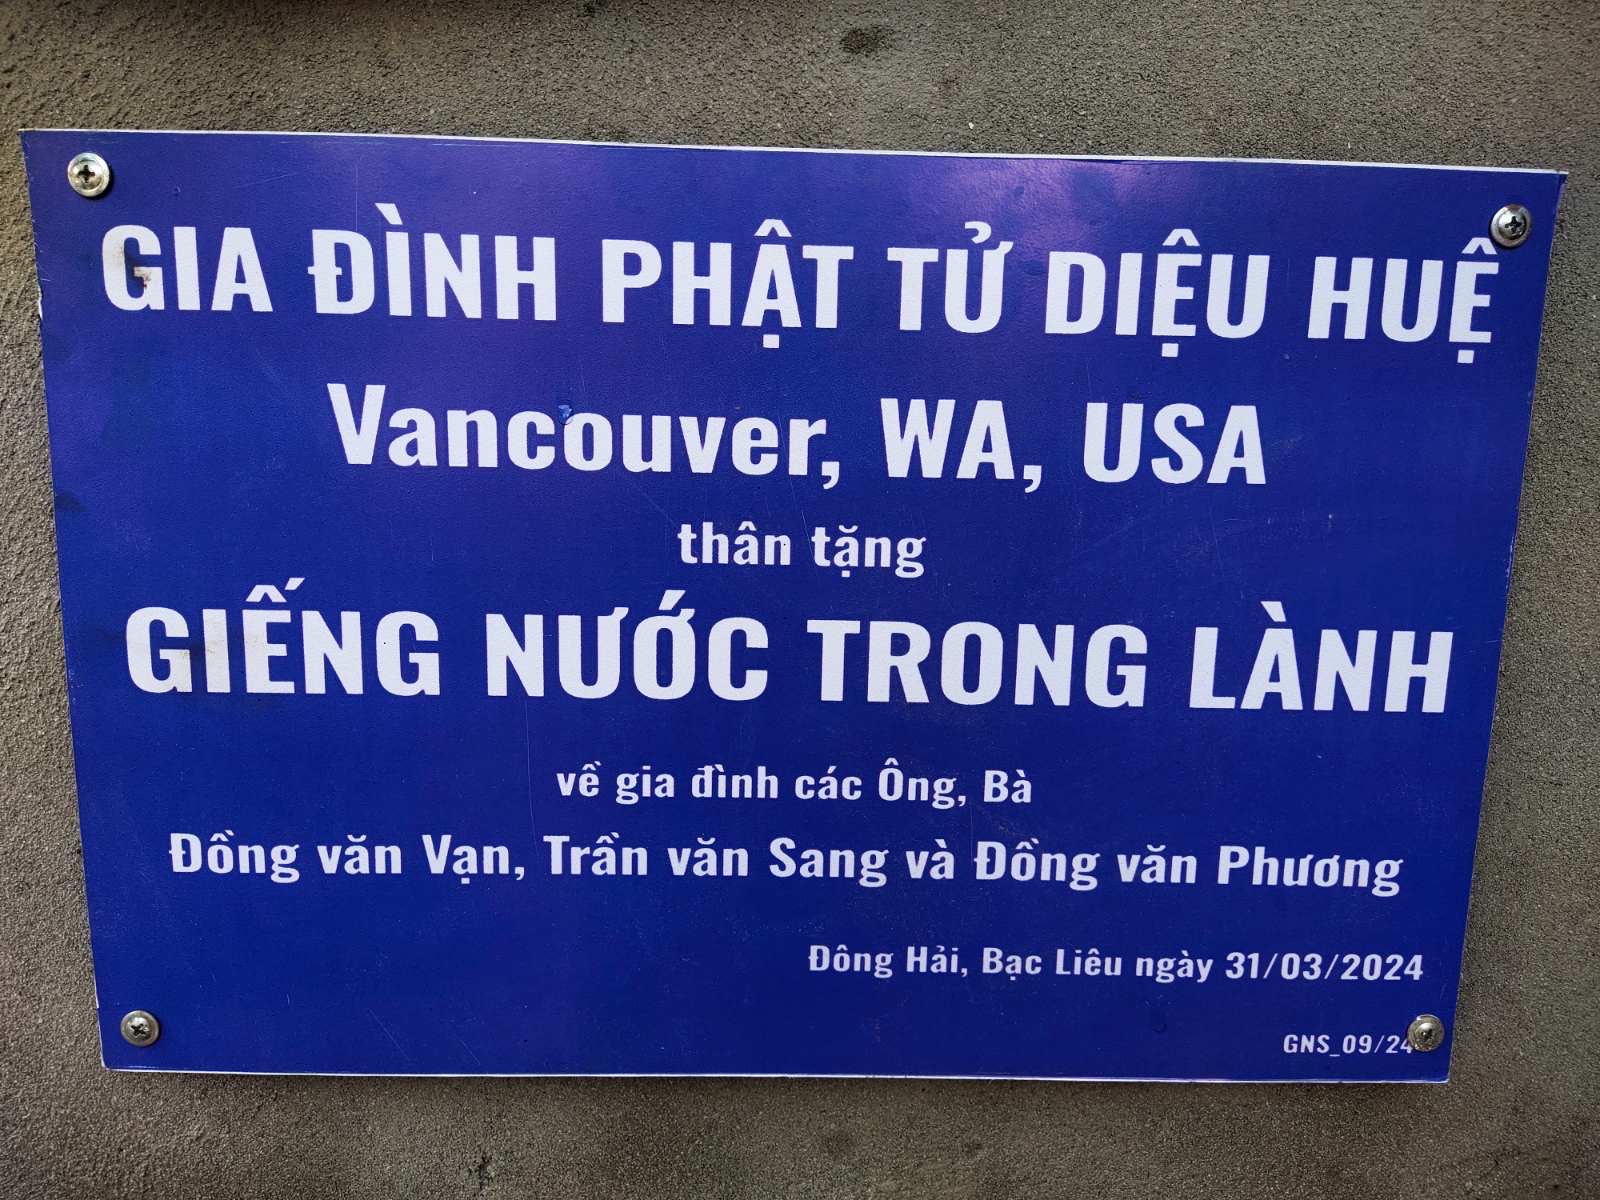 GIA ĐÌNH PHẬT TỬ DIỆU HUỆ
Vancouver, WA, USA
thân tặng
GIẾNG NƯỚC TRONG LÀNH
về gia đình các Ông, Bà
Đồng văn Vạn, Trần văn Sang và Đồng văn Phương
Đông Hải, Bạc Liêu ngày 31/03/2024
GNS_09/24